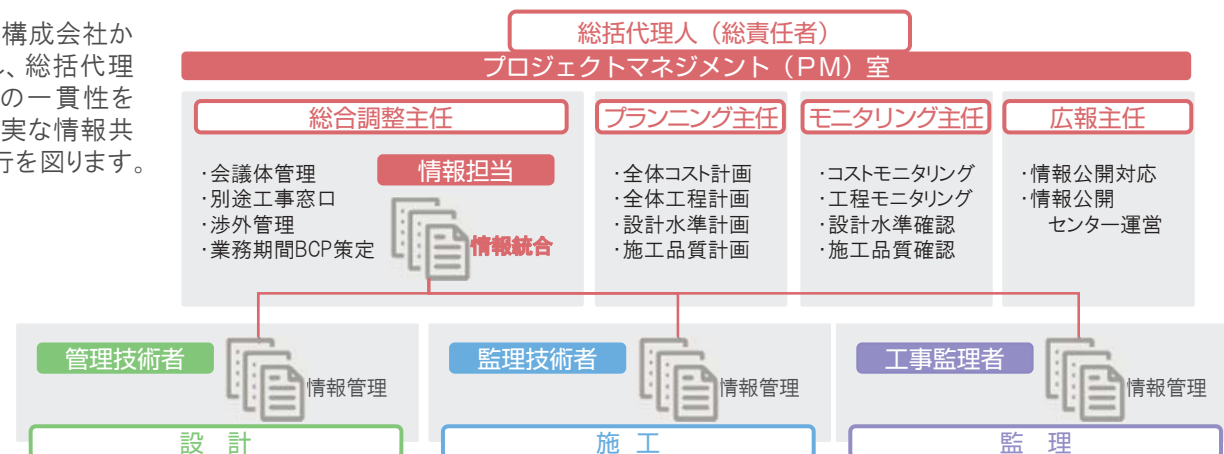 構成会社か
、総括代理
の一貫性を
実な情報共
行を図ります。
総括代理人（総責任者）
プロジェクトマネジメント（ＰＭ）室
総合調整主任
・会議体管理
・別途工事窓口
・渉外管理
・業務期間BCP策定
情報担当
情報統合
プランニング主任
・全体コスト計画
・全体工程計画
・設計水準計画
・施工品質計画
モニタリング主任
・コストモニタリング
・工程モニタリング
・設計水準確認
・施工品質確認
広報主任
・情報公開対応
・情報公開
センター運営
管理技術者
情報管理
設　計
監理技術者
情報管理
施　工
工事監理者
情報管理
監　理